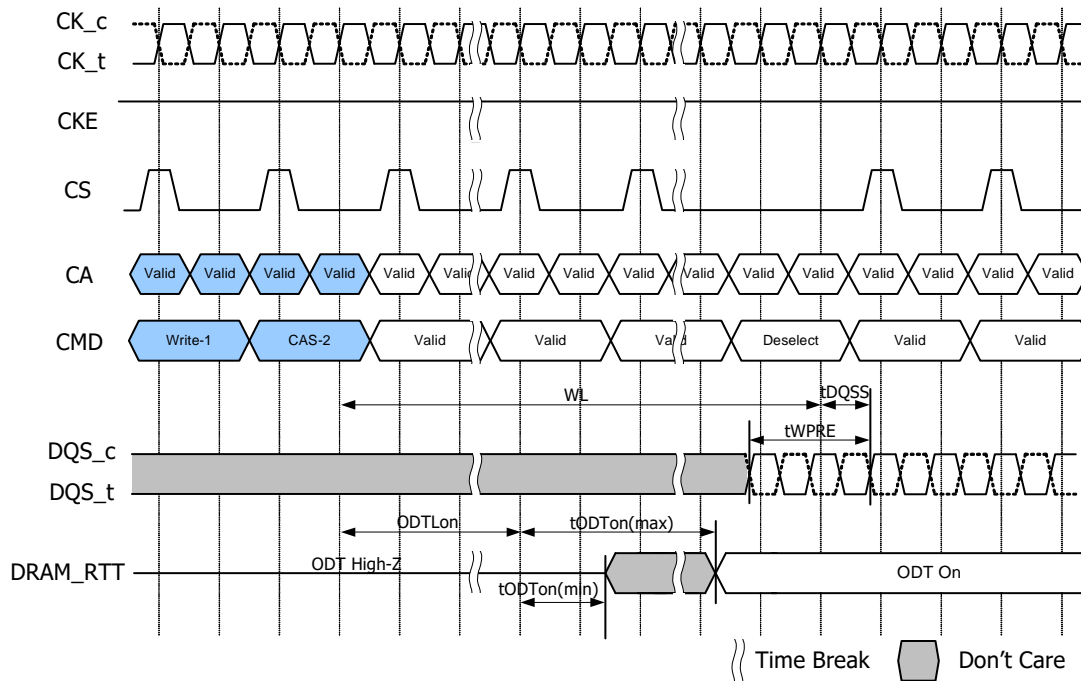 CK_c
CK_t
CKE
CS
CA Valid Valid Valid Valid Valid Valid Valid Valid Valid Valid Valid Valid Valid Valid Valid Valid
CMD Write-1 CAS-2 Valid Valid Valid Deselect Valid Valid
WL tDQSS
tWPRE
DQS_c
DQS_t
ODTLon tODTon(max)
DRAM_RTT ODT High-Z ODT On
tODTon(min)
Time Break Don't Care